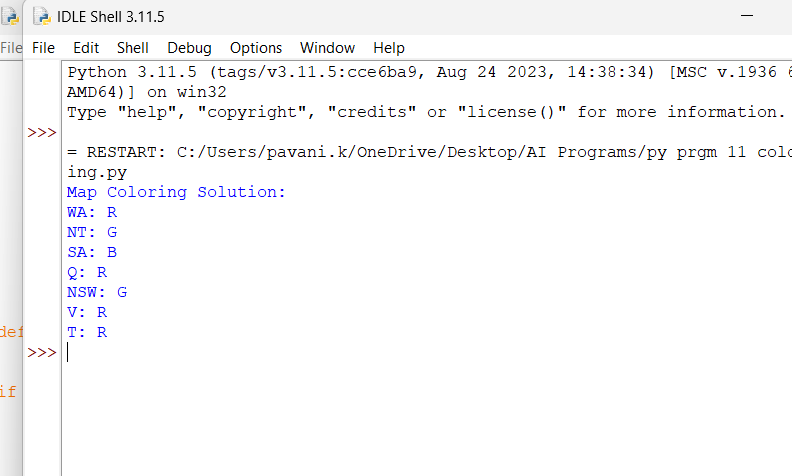 IDLE Shell 3.11.5
File
File Edit Shell Debug Options Window Help
Python 3.11.5 (tags/v3.11.5:cce6ba9, Aug 24 2023, 14:38:34) [MSC v.1936 6
AMD64)] on win32
Type "help", "copyright", "credits" or "license()" for more information.
>>>
= RESTART: C:/Users/pavani.k/OneDrive/Desktop/AI Programs/py prgm 11 colo
ing.py
Map Coloring Solution:
WA: R
NT: G
SA: B
Q: R
NSW: G
V: R
def
T: R
>>>
if